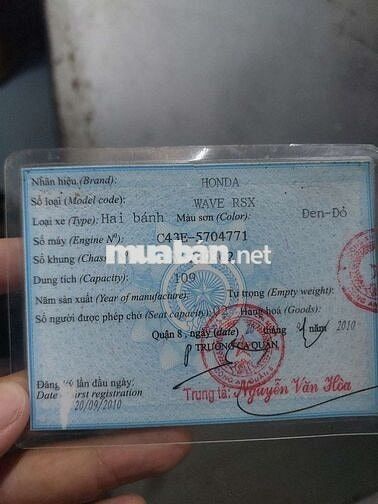 Nhãn hiệu (Brand): HONDA
Số loại (Model code): WAVE RSX
Loại xe (Type): Hai bánh Màu sơn (Color): Đen-Đỏ
Số máy (Engine Nº): C43E-5704771
Số khung (Chass
muaban.net
Dung tích (Capacity): 109
Năm sản xuất (Year of manufacture): Tự trọng (Empty weight):
Số người được phép chở (Seat capacity): 2 Hàng hoá (Goods):
Quận 8, ngày (date) tháng năm 2010
TRƯỞNG CA QUẬN
Đăng ký lần đầu ngày:
Date of first registration
20/09/2010
Trung tá: Nguyễn Văn Hòa